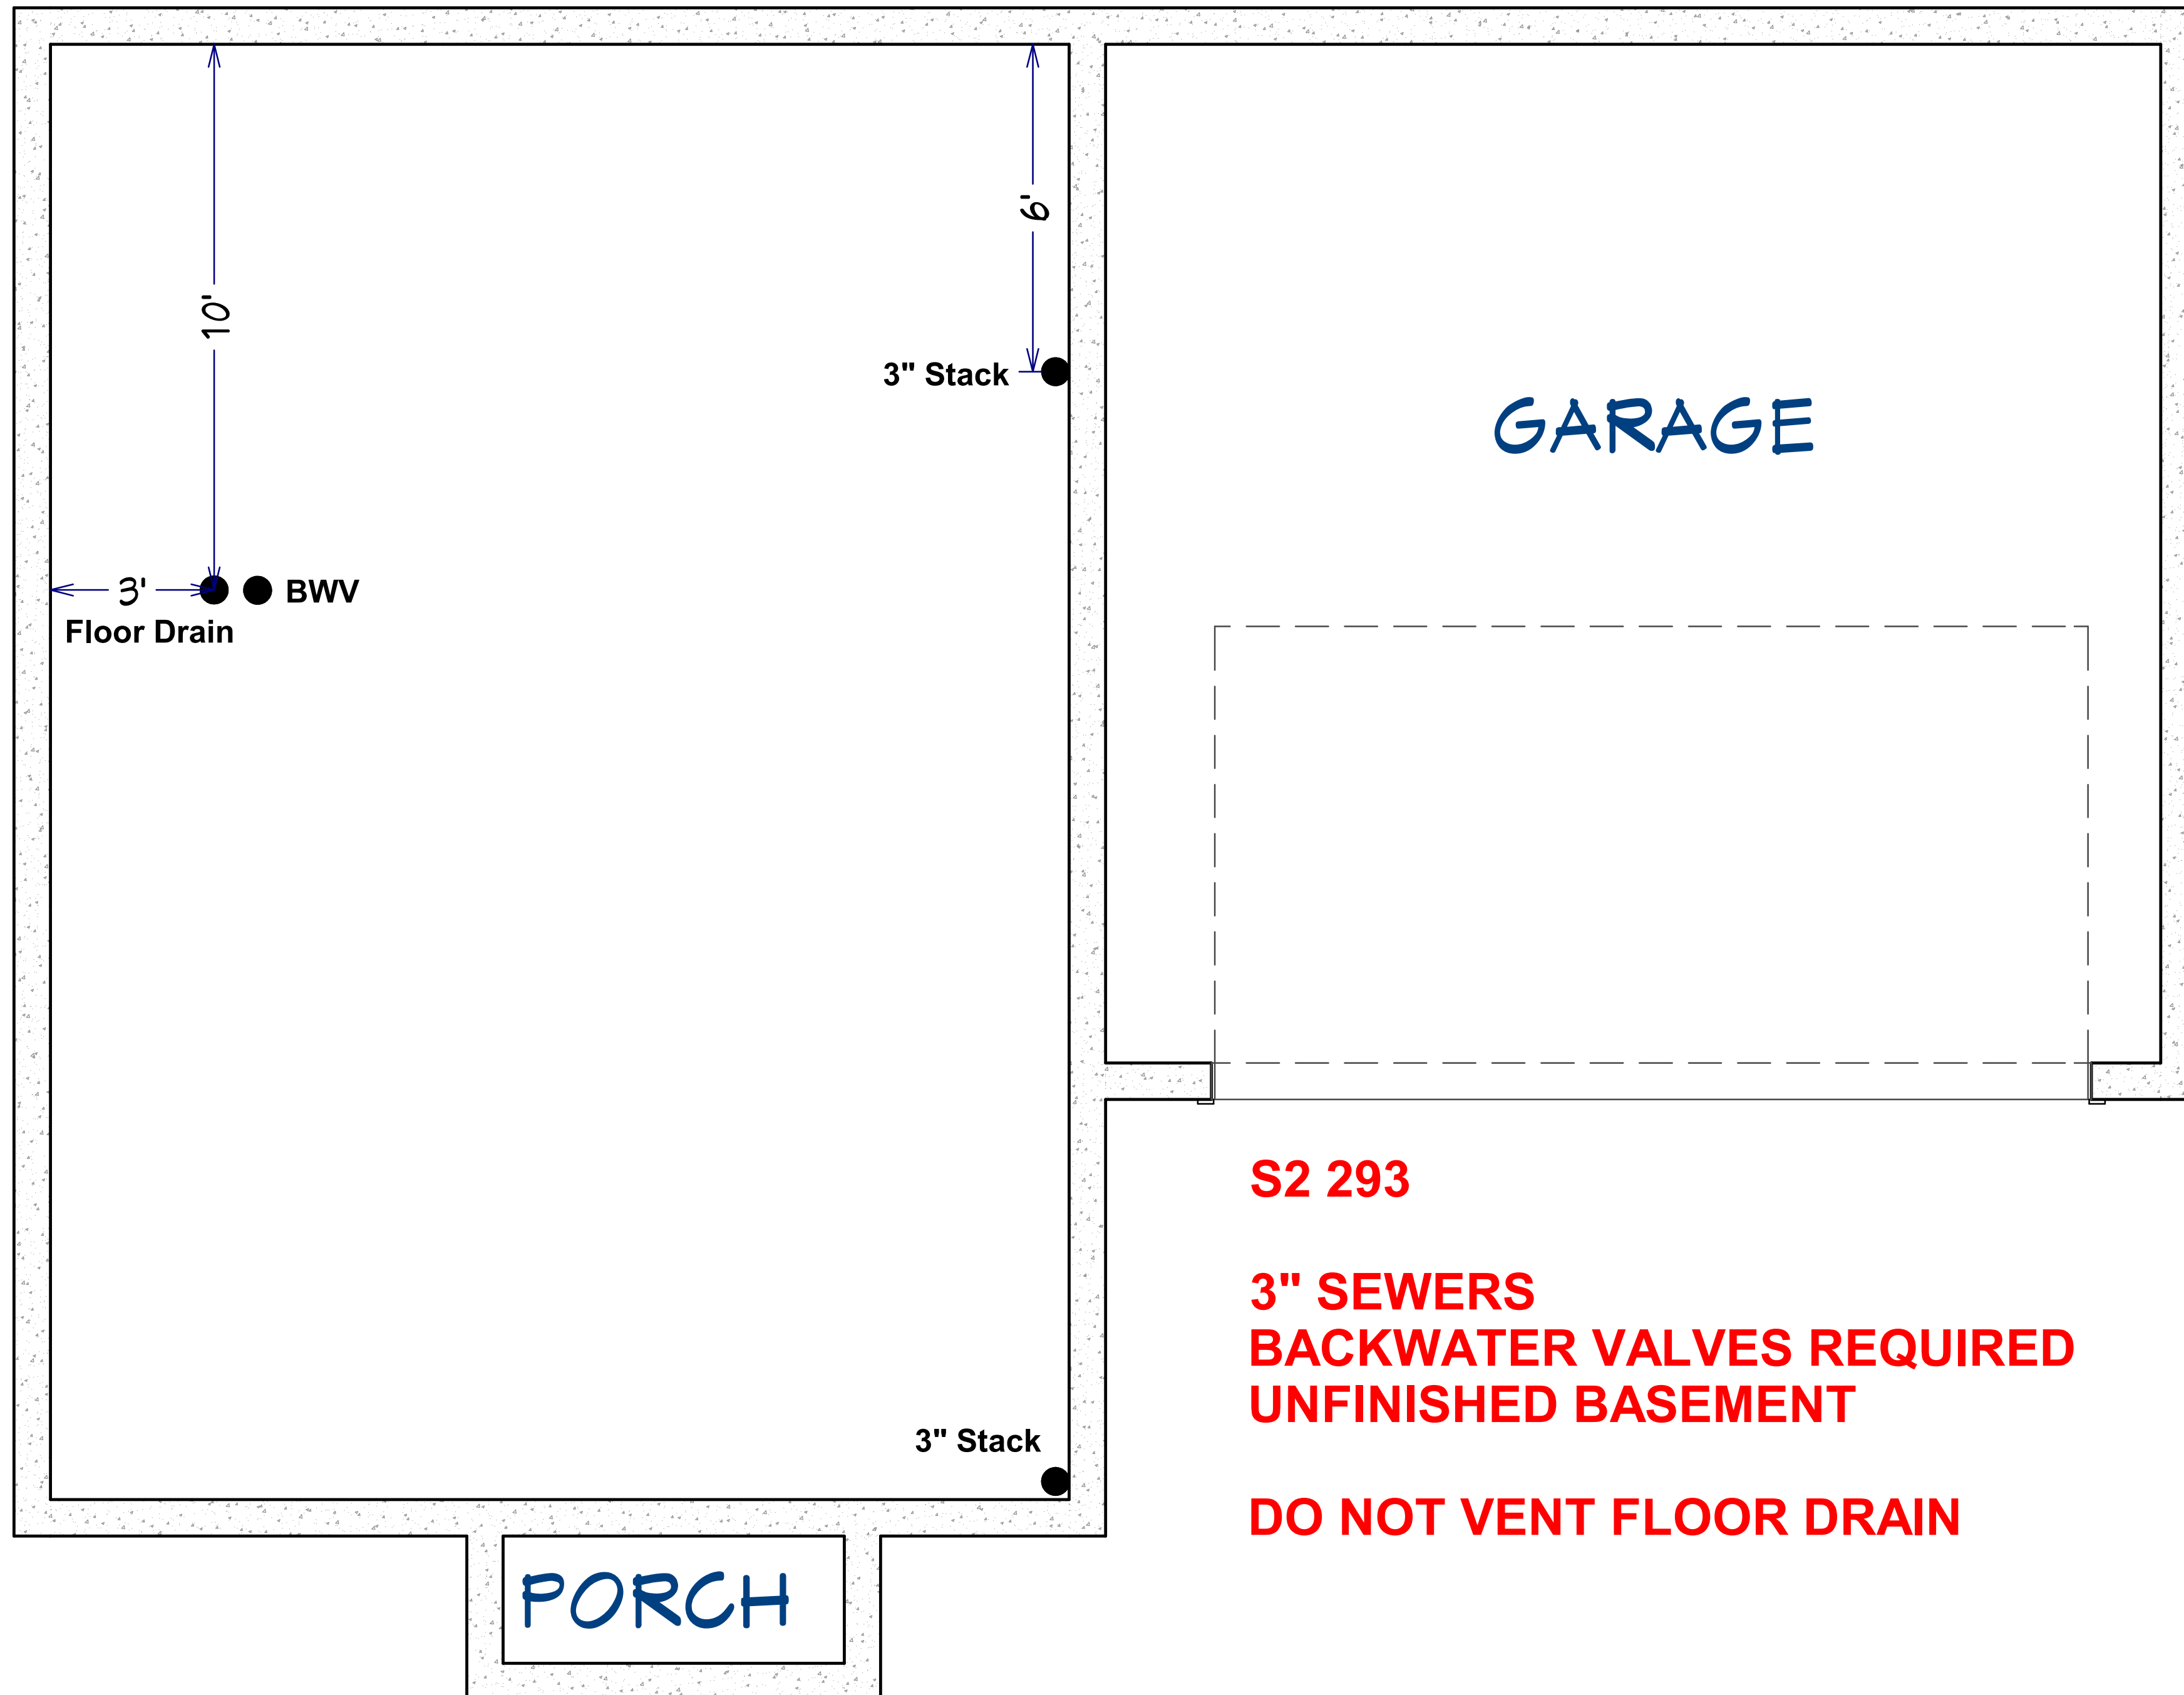 10'
6'
3" Stack
GARAGE
3'
BWV
Floor Drain
S2 293
3" SEWERS
BACKWATER VALVES REQUIRED
UNFINISHED BASEMENT
3" Stack
DO NOT VENT FLOOR DRAIN
PORCH